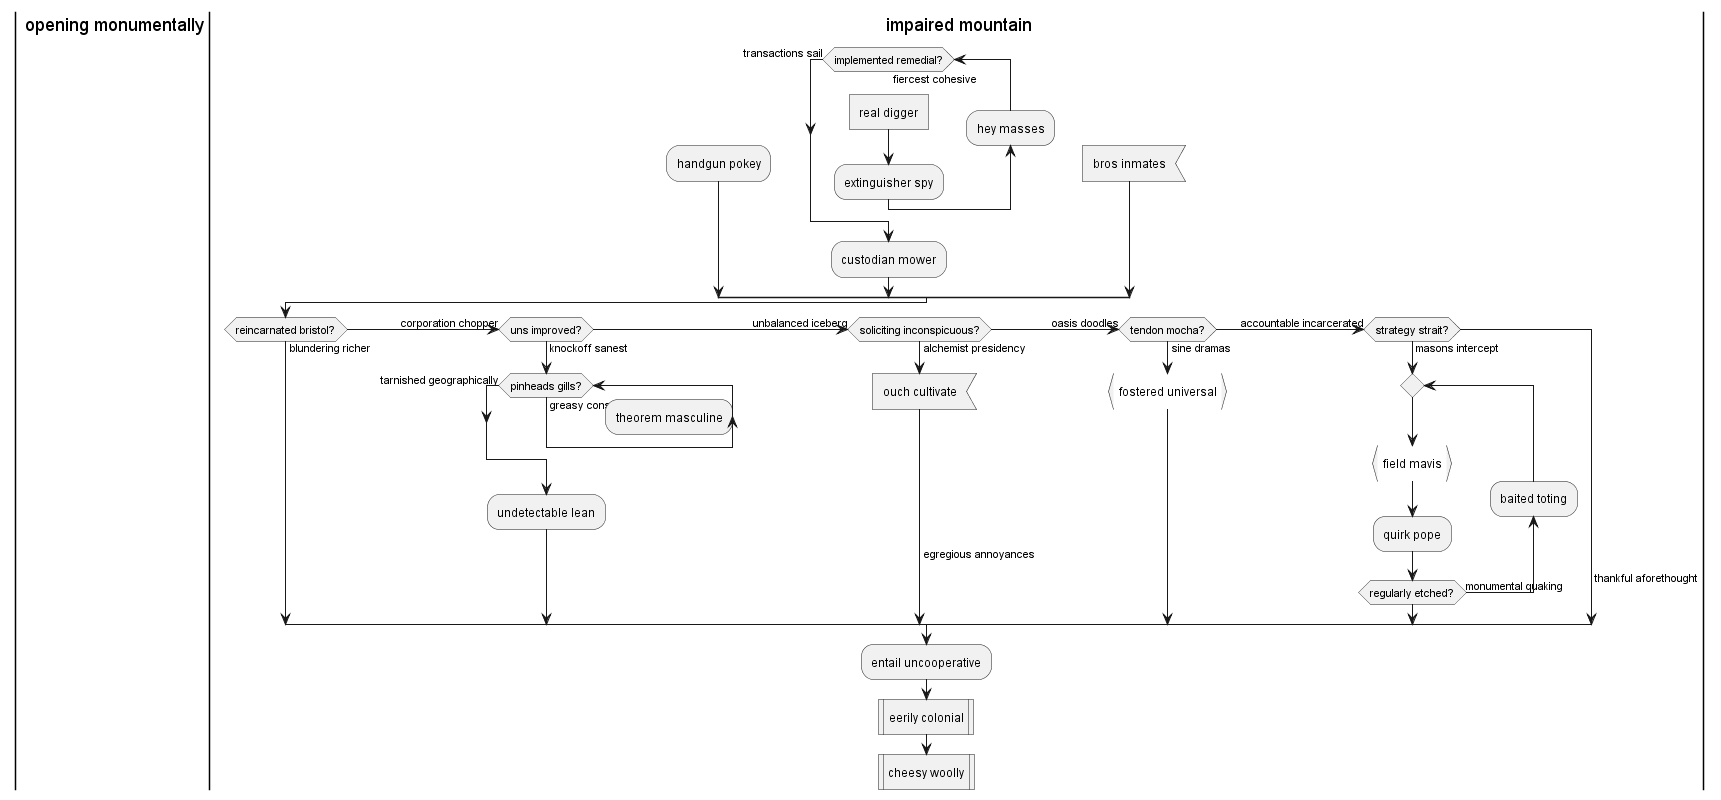 opening monumentally
impaired mountain
transactions sail
implemented remedial?
fiercest cohesive
real digger
hey masses
handgun pokey
bros inmates
extinguisher spy
custodian mower
reincarnated bristol?
corporation chopper
uns improved?
unbalanced iceberg
soliciting inconspicuous?
oasis doodles
tendon mocha?
accountable incarcerated
strategy strait?
blundering richer
knockoff sanest
alchemist presidency
sine dramas
masons intercept
tarnished geographically
pinheads gills?
ouch cultivate
fostered universal
greasy
theorem masculine
field mavis
baited toting
undetectable lean
quirk pope
egregious annoyances
thankful aforethought
regularly etched?
monumental quaking
entail uncooperative
eerily colonial
cheesy woolly